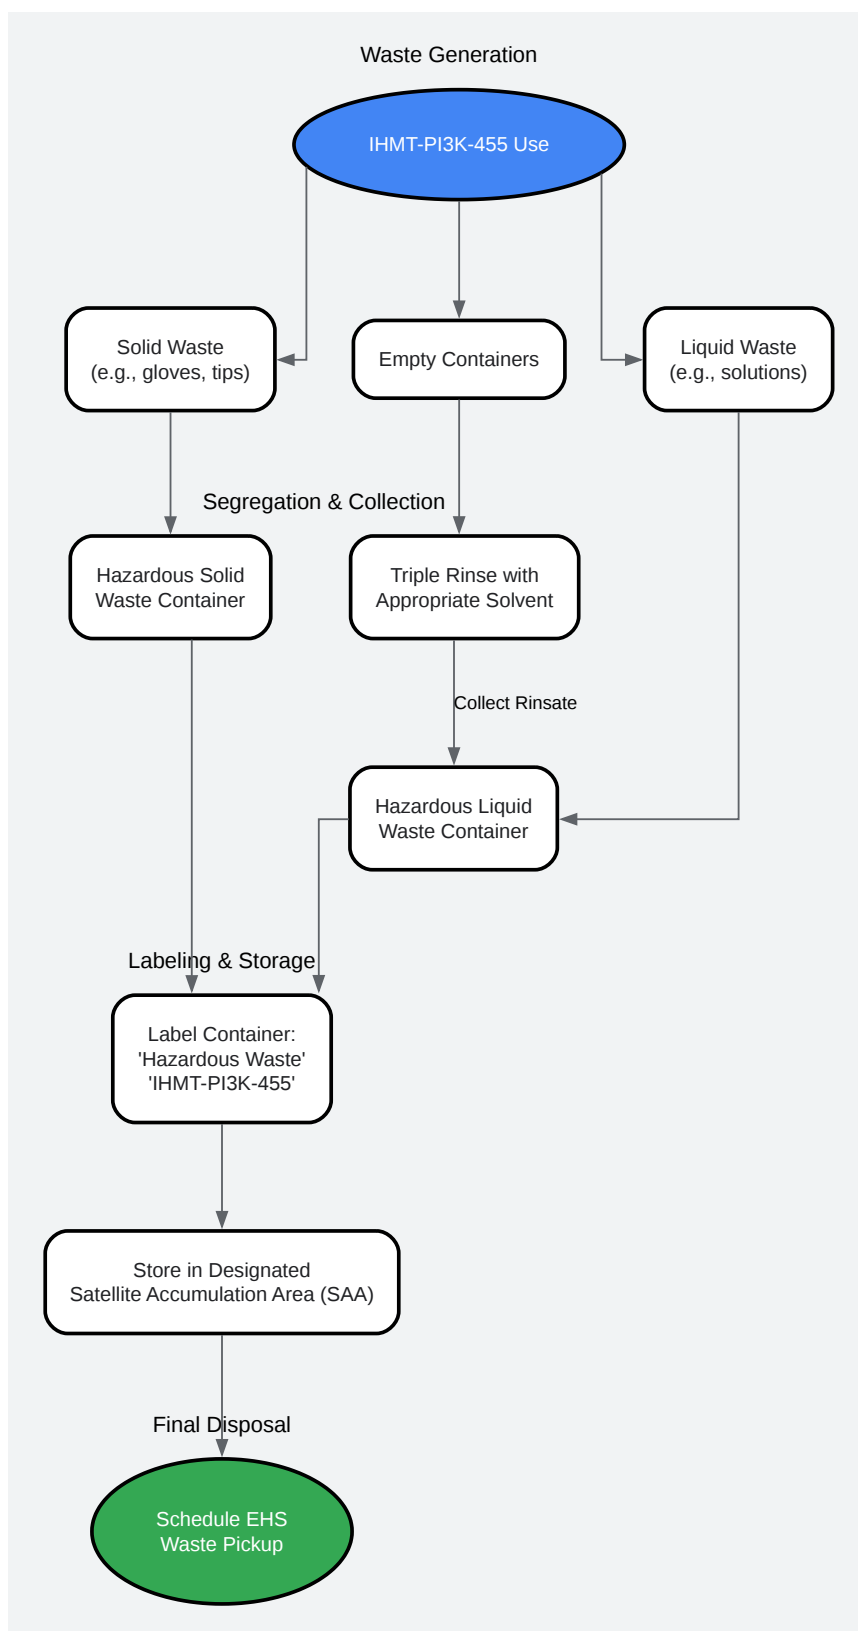 Waste Generation
IHMT-PI3K-455 Use
Solid Waste
(e.g., gloves, tips)
Empty Containers
Liquid Waste
(e.g., solutions)
Segregation & Collection
Hazardous Solid
Waste Container
Triple Rinse with
Appropriate Solvent
Collect Rinsate
Hazardous Liquid
Waste Container
Labeling & Storage
Label Container:
'Hazardous Waste'
'IHMT-PI3K-455'
Store in Designated
Satellite Accumulation Area (SAA)
Final Disposal
Schedule EHS
Waste Pickup